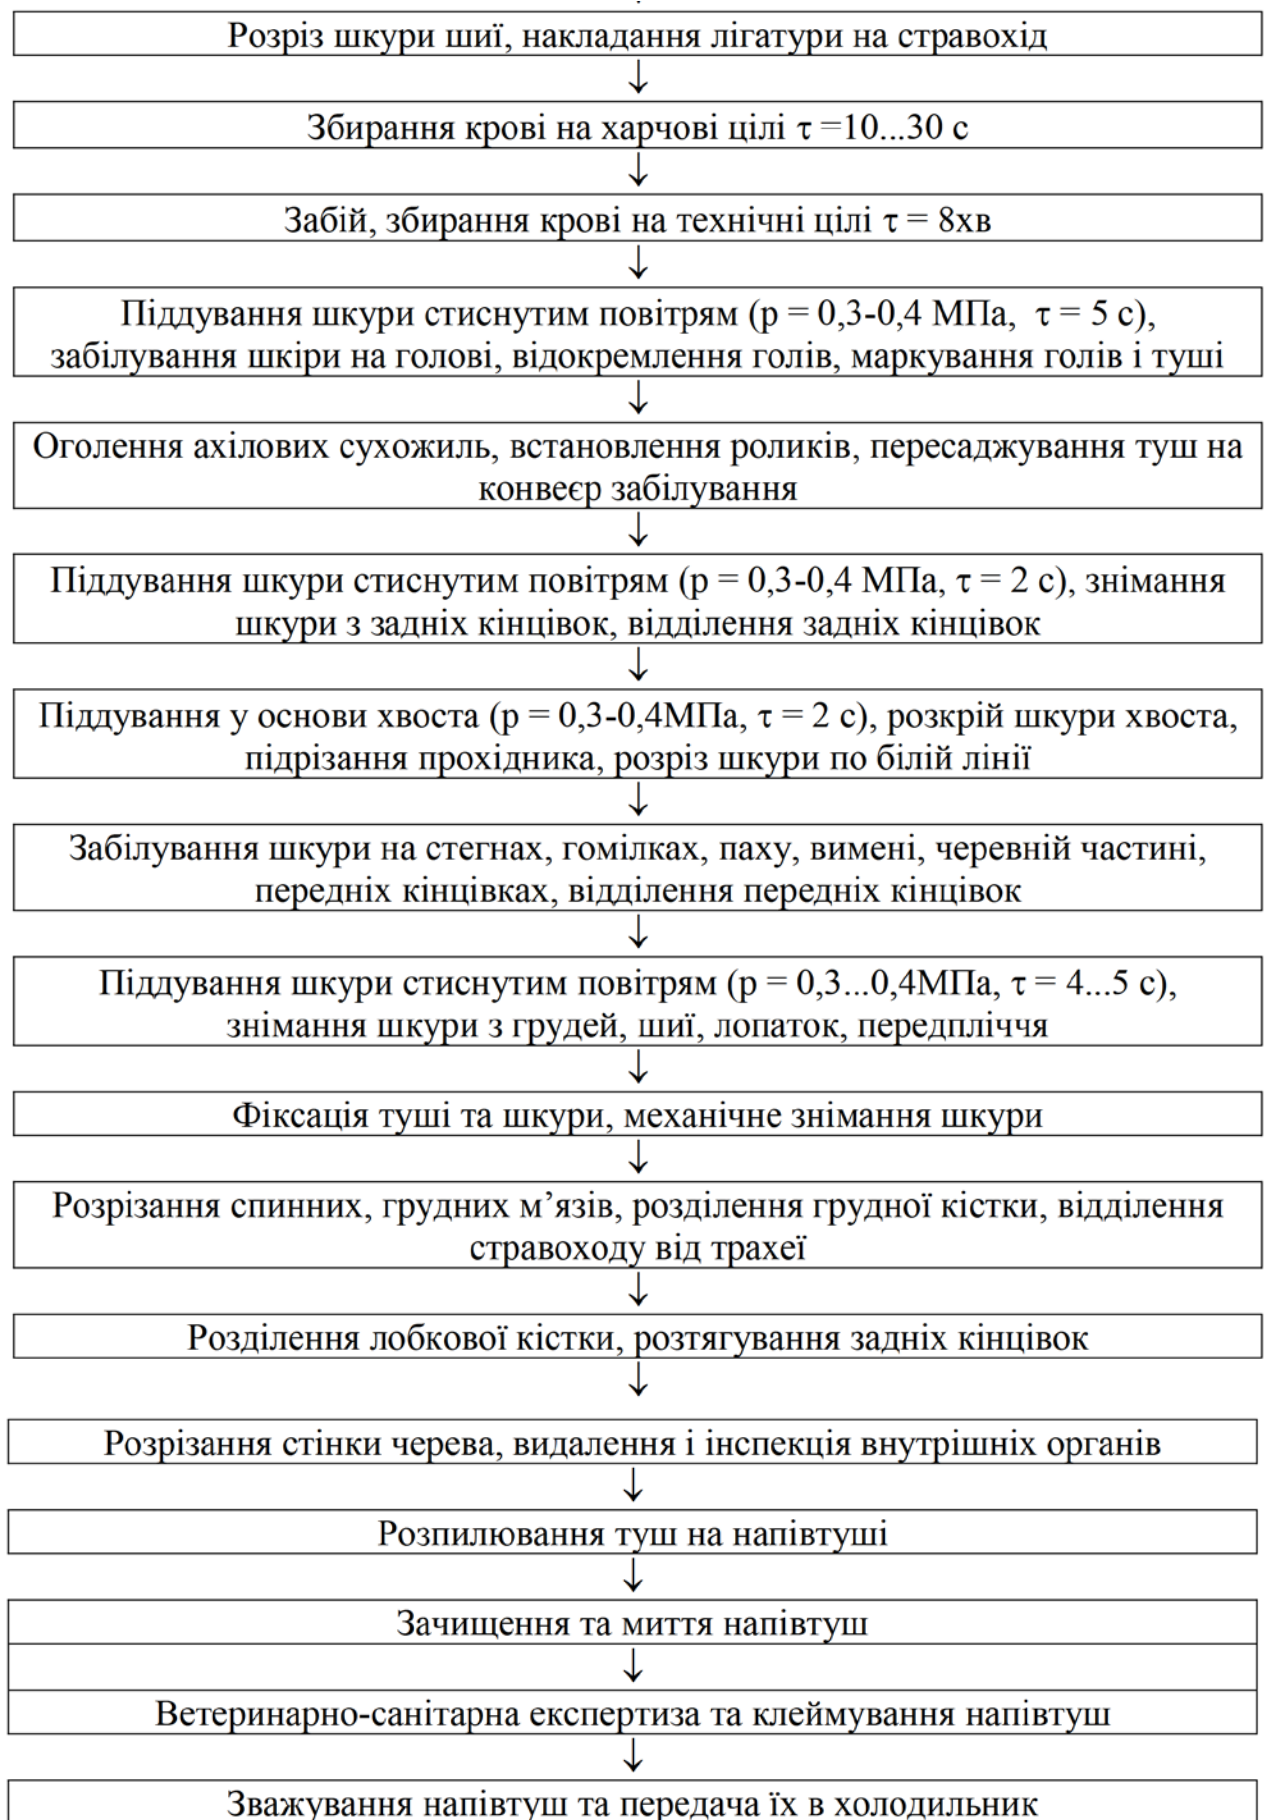 Розріз шкури шиї, накладання лігатури на стравохід
Збирання крові на харчові цілі τ =10...30 с
Забій, збирання крові на технічні цілі τ = 8хв
Піддування шкури стиснутим повітрям (р = 0,3-0,4 МПа, τ = 5 с),
забілування шкіри на голові, відокремлення голів, маркування голів і туші
Оголення ахілових сухожиль, встановлення роликів, пересаджування туш на
конвеєр забілування
Піддування шкури стиснутим повітрям (р = 0,3-0,4 МПа, τ = 2 с), знімання
шкури з задніх кінцівок, відділення задніх кінцівок
Піддування у основи хвоста (р = 0,3-0,4МПа, τ = 2 с), розкрій шкури хвоста,
підрізання прохідника, розріз шкури по білій лінії
Забілування шкури на стегнах, гомілках, паху, вимені, черевній частині,
передніх кінцівках, відділення передніх кінцівок
Піддування шкури стиснутим повітрям (р = 0,3...0,4МПа, τ = 4...5 с),
знімання шкури з грудей, шиї, лопаток, передпліччя
Фіксація туші та шкури, механічне знімання шкури
Розрізання спинних, грудних м’язів, розділення грудної кістки, відділення
стравоходу від трахеї
Розділення лобкової кістки, розтягування задніх кінцівок
Розрізання стінки черева, видалення і інспекція внутрішніх органів
Розпилювання туш на напівтуші
Зачищення та миття напівтуш
Ветеринарно-санітарна експертиза та клеймування напівтуш
Зважування напівтуш та передача їх в холодильник